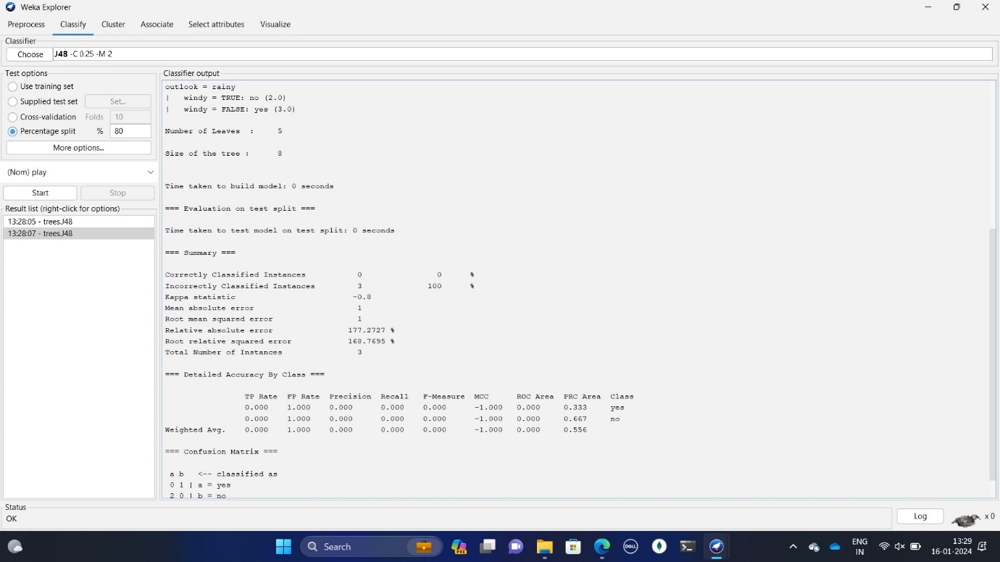 Weka Explorer
Preprocess Classify Cluster Associate Select attributes Visualize
Classifier
Choose J48 -C 0.25 -M 2
Test options
Use training set
Supplied test set Set...
Cross-validation Folds 10
Percentage split % 80
More options...
(Nom) play
Start Stop
Result list (right-click for options)
13:28:05 - trees.J48
13:28:07 - trees.J48
Classifier output
outlook = rainy
|   windy = TRUE: no (2.0)
|   windy = FALSE: yes (3.0)
Number of Leaves : 5
Size of the tree : 8
Time taken to build model: 0 seconds
=== Evaluation on test split ===
Time taken to test model on test split: 0 seconds
=== Summary ===
Correctly Classified Instances 0 0 %
Incorrectly Classified Instances 3 100 %
Kappa statistic -0.8
Mean absolute error 1
Root mean squared error 1
Relative absolute error 177.2727 %
Root relative squared error 168.7695 %
Total Number of Instances 3
=== Detailed Accuracy By Class ===
TP Rate FP Rate Precision Recall F-Measure MCC ROC Area PRC Area Class
0.000 1.000 0.000 0.000 0.000 -1.000 0.000 0.333 yes
0.000 1.000 0.000 0.000 0.000 -1.000 0.000 0.667 no
Weighted Avg. 0.000 1.000 0.000 0.000 0.000 -1.000 0.000 0.556
=== Confusion Matrix ===
a b <-- classified as
0 1 | a = yes
2 0 | b = no
Status
OK
Log x 0
Search
PRE
DELL
ENG
IN
13:29
16-01-2024